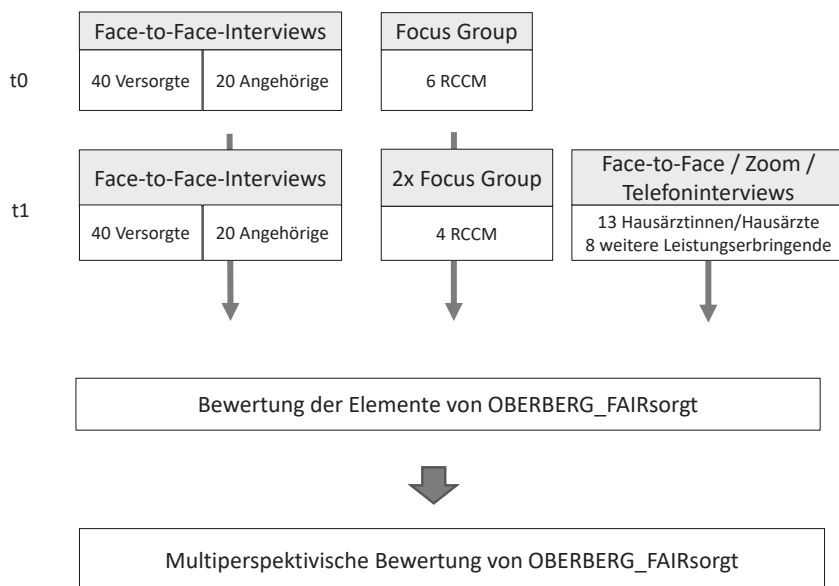 Face-to-Face-Interviews
Focus Group
t0
40 Versorgte
20 Angehörige
6 RCCM
t1
Face-to-Face-Interviews
2x Focus Group
Face-to-Face / Zoom /
Telefoninterviews
40 Versorgte
20 Angehörige
4 RCCM
13 Hausärztinnen/Hausärzte
8 weitere Leistungserbringende
Bewertung der Elemente von OBERBERG_FAIRsorgt
Multiperspektivische Bewertung von OBERBERG_FAIRsorgt